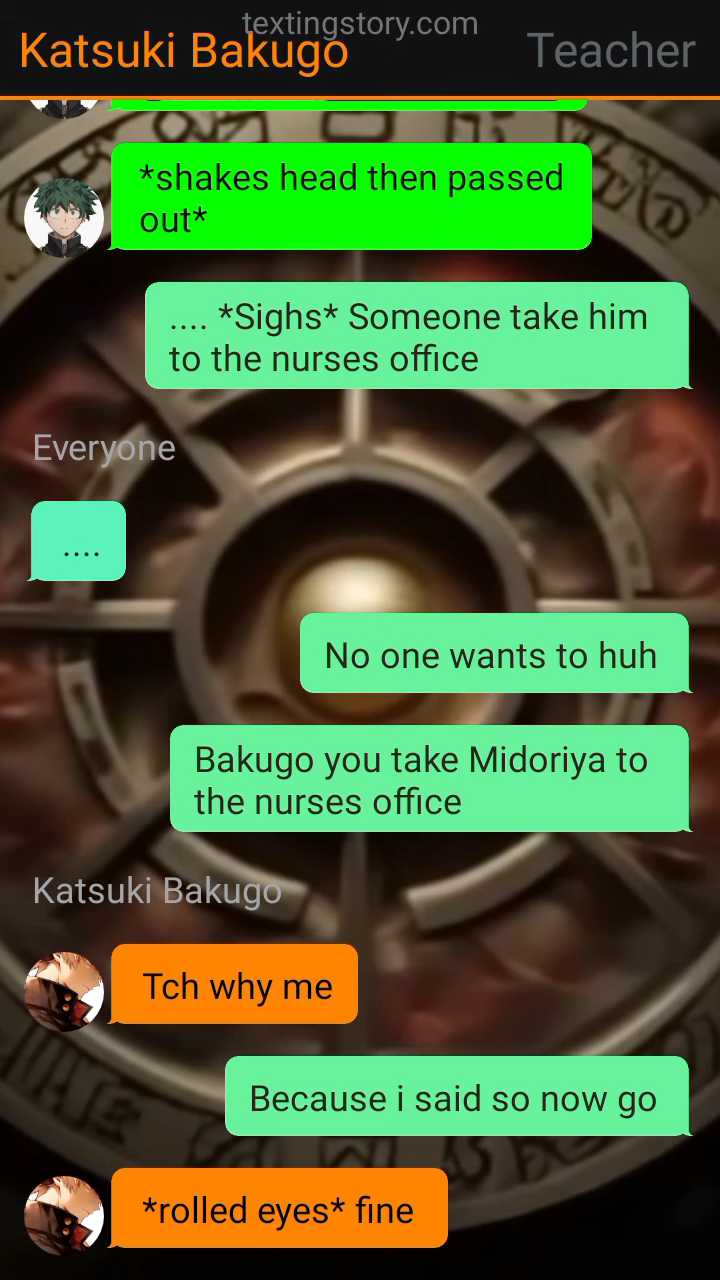 textingstory.com
Katsuki Bakugo
Teacher
*shakes head then passed
out*
.... *Sighs* Someone take him
to the nurses office
Everyone
....
No one wants to huh
Bakugo you take Midoriya to
the nurses office
Katsuki Bakugo
Tch why me
Because i said so now go
*rolled eyes* fine